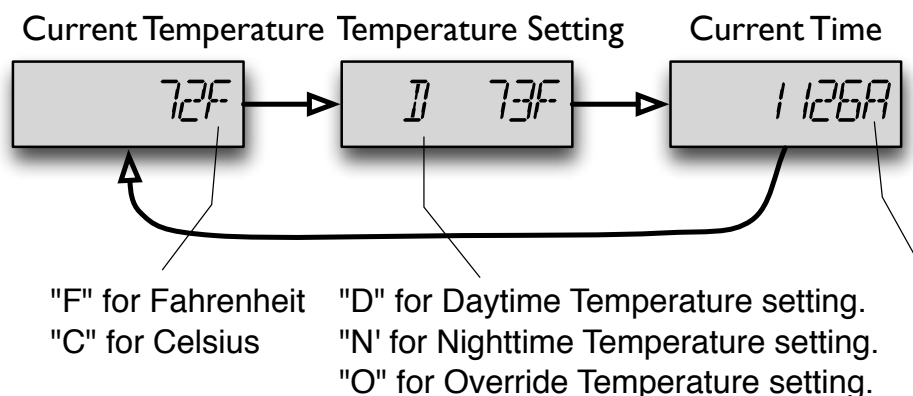 Current Temperature Temperature Setting Current Time
72F D 73F 1126A
"F" for Fahrenheit "D" for Daytime Temperature setting.
"C" for Celsius "N' for Nighttime Temperature setting.
"O" for Override Temperature setting.